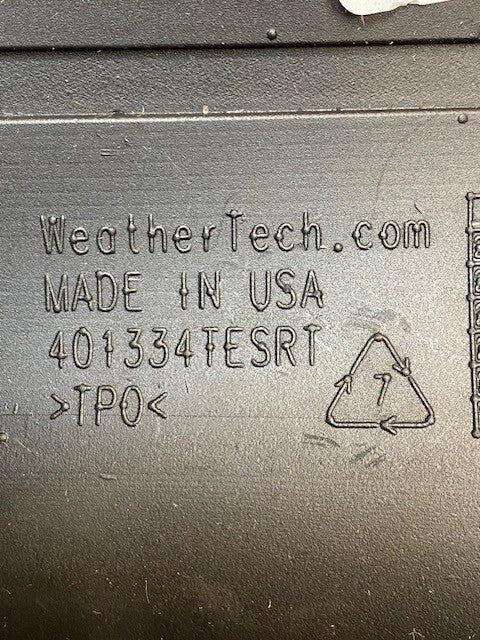 WeatherTech.com
MADE IN USA
401334TESRT
>TPO<
7